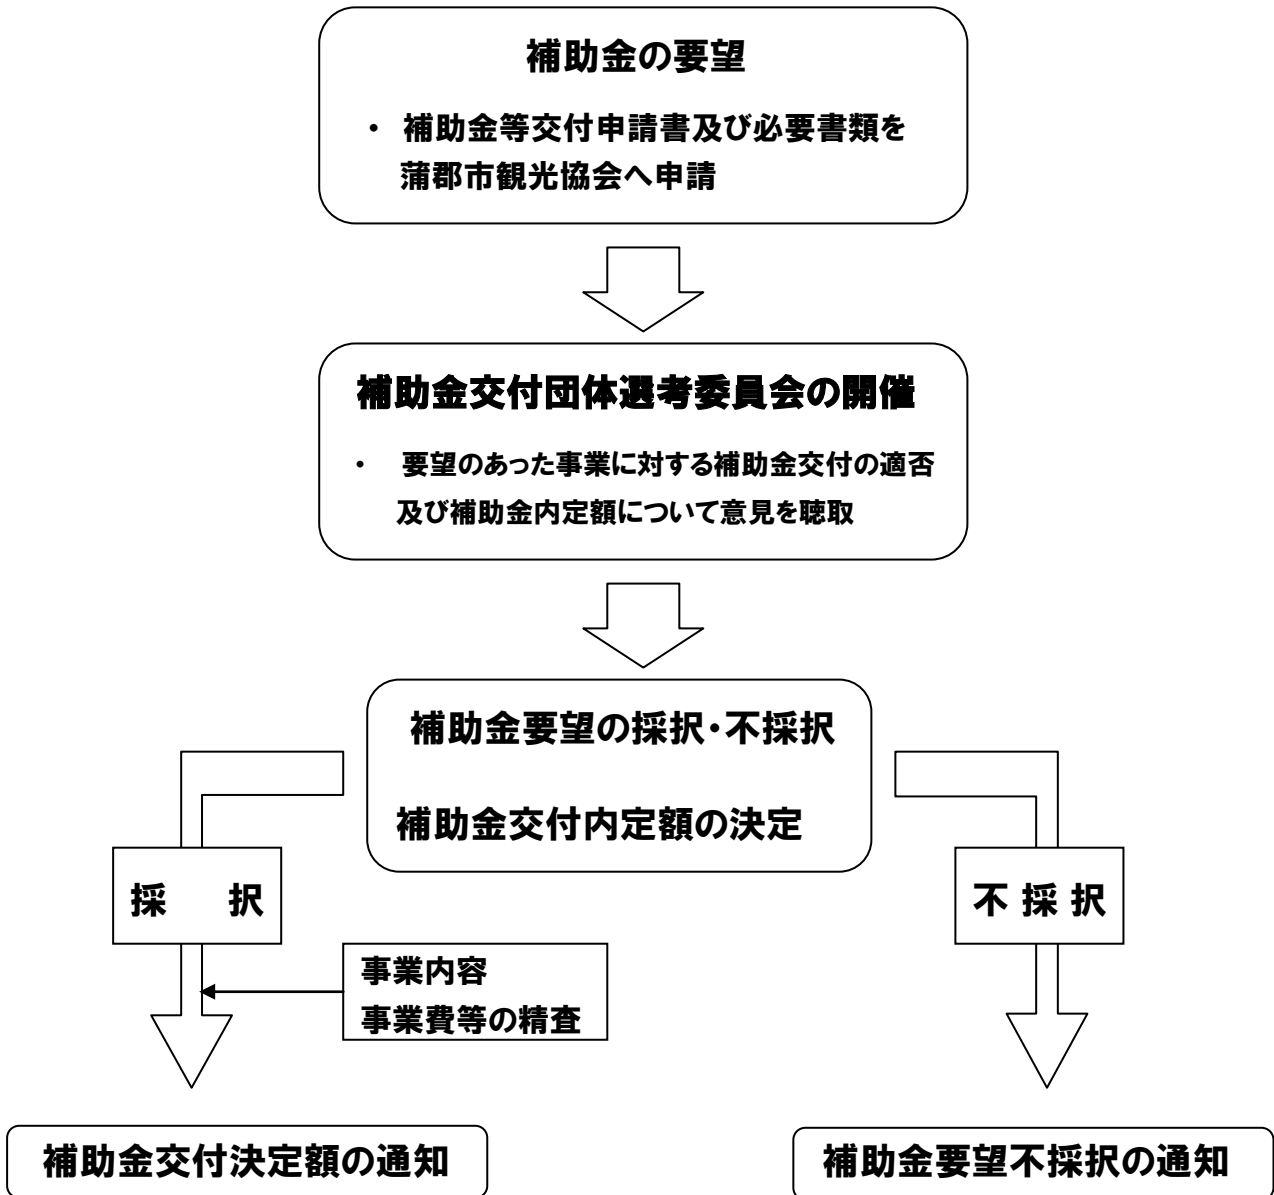 補助金の要望
・ 補助金等交付申請書及び必要書類を
蒲郡市観光協会へ申請
補助金交付団体選考委員会の開催
・ 要望のあった事業に対する補助金交付の適否
及び補助金内定額について意見を聴取
補助金要望の採択・不採択
補助金交付内定額の決定
採 択
不 採 択
事業内容
事業費等の精査
補助金交付決定額の通知
補助金要望不採択の通知